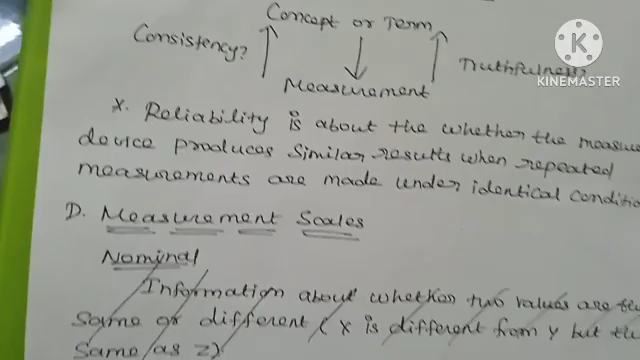 Concept or Term
Consistency?
Truthfulness?
Measurement
KINEMASTER
x. Reliability is about the whether the measure
device produces similar results when repeated
measurements are made under identical conditio
D. Measurement Scales
Nominal
Information about whether two values are the
same or different (x is different from y but the
same as z)